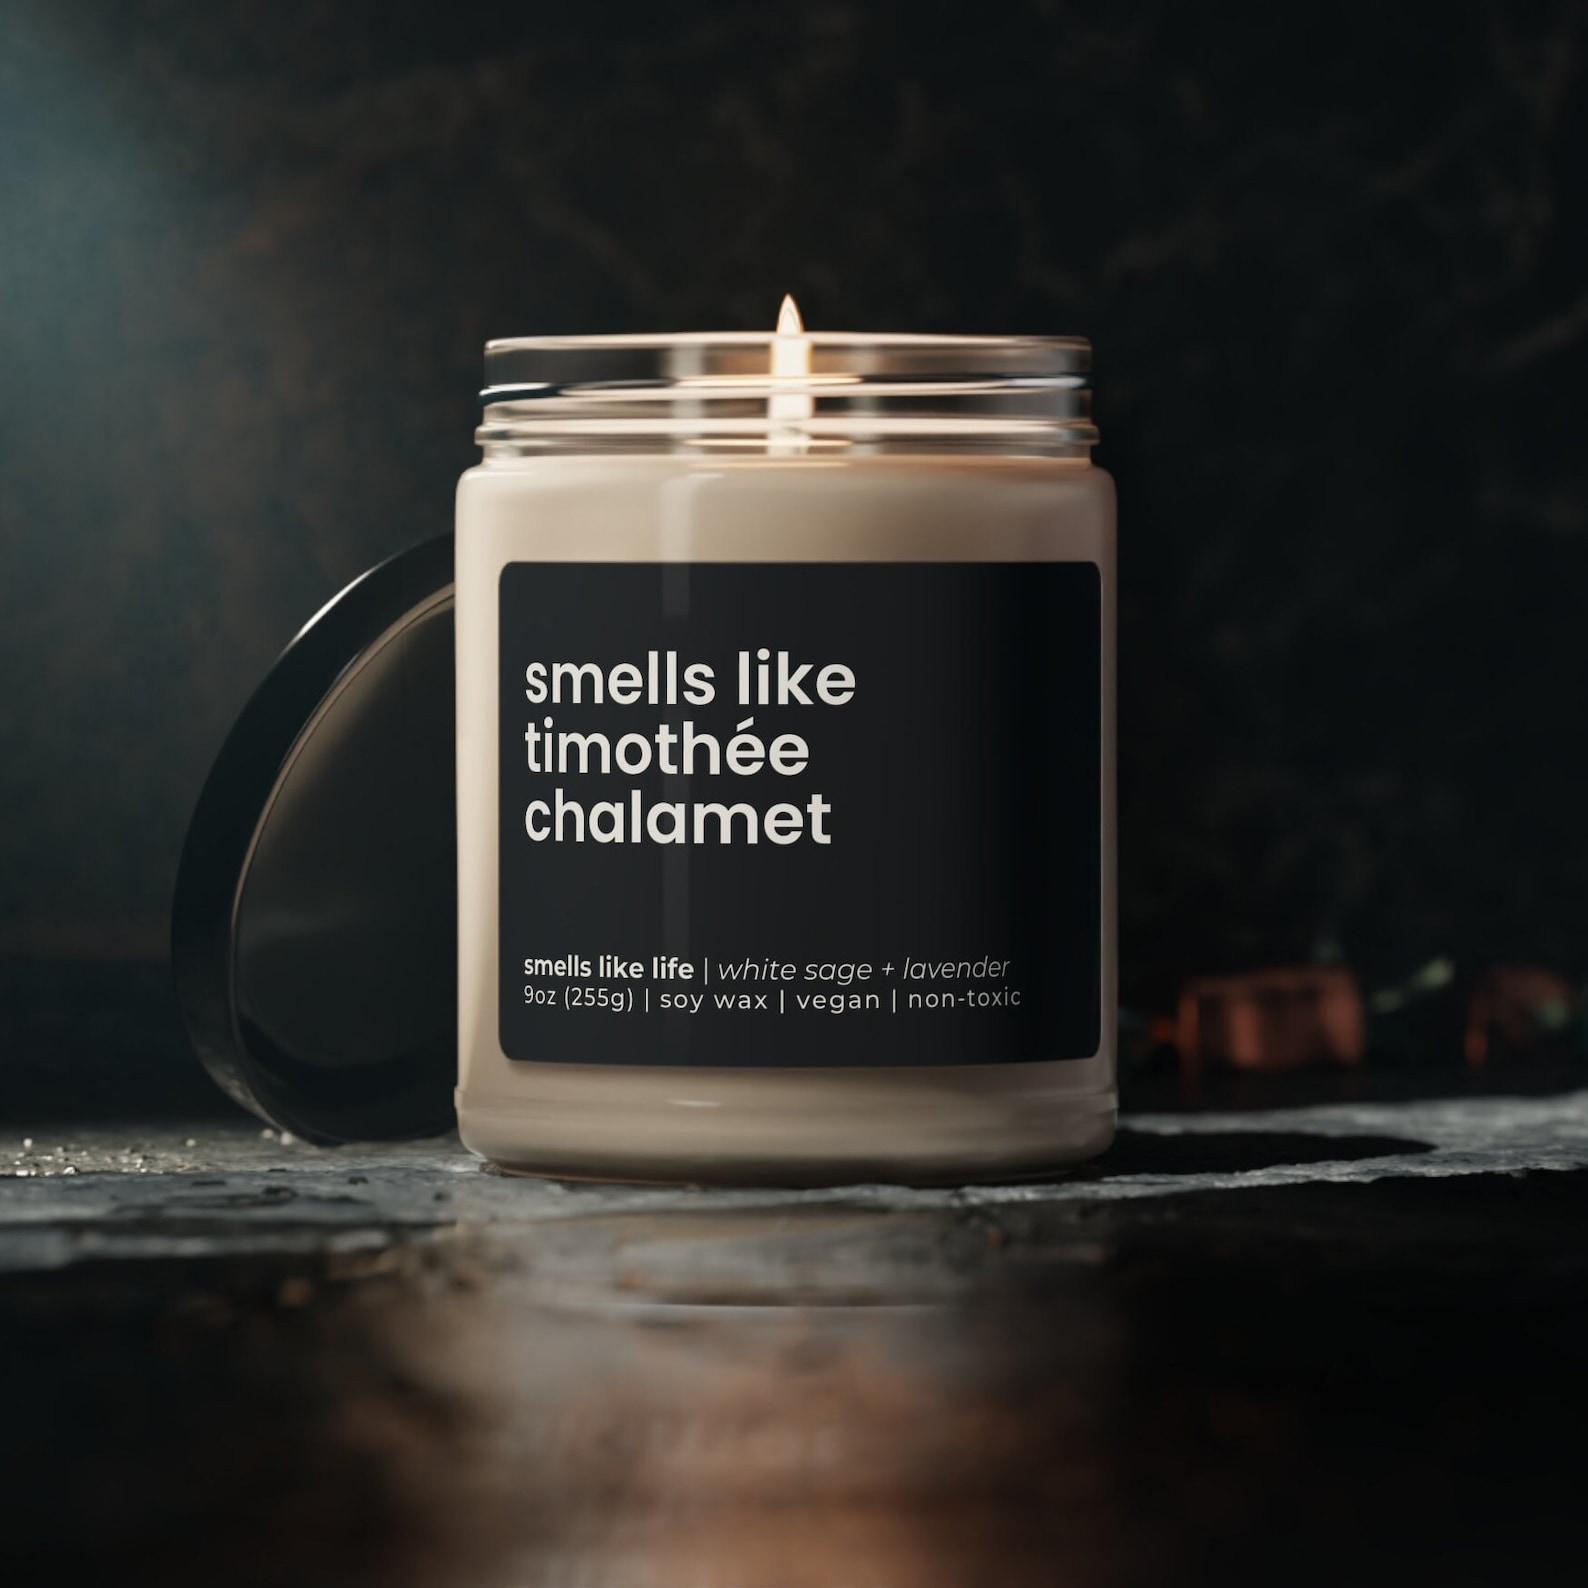 smells like
timothée
chalamet
smells like life | white sage + lavender
9oz (255g) | soy wax | vegan | non-toxic